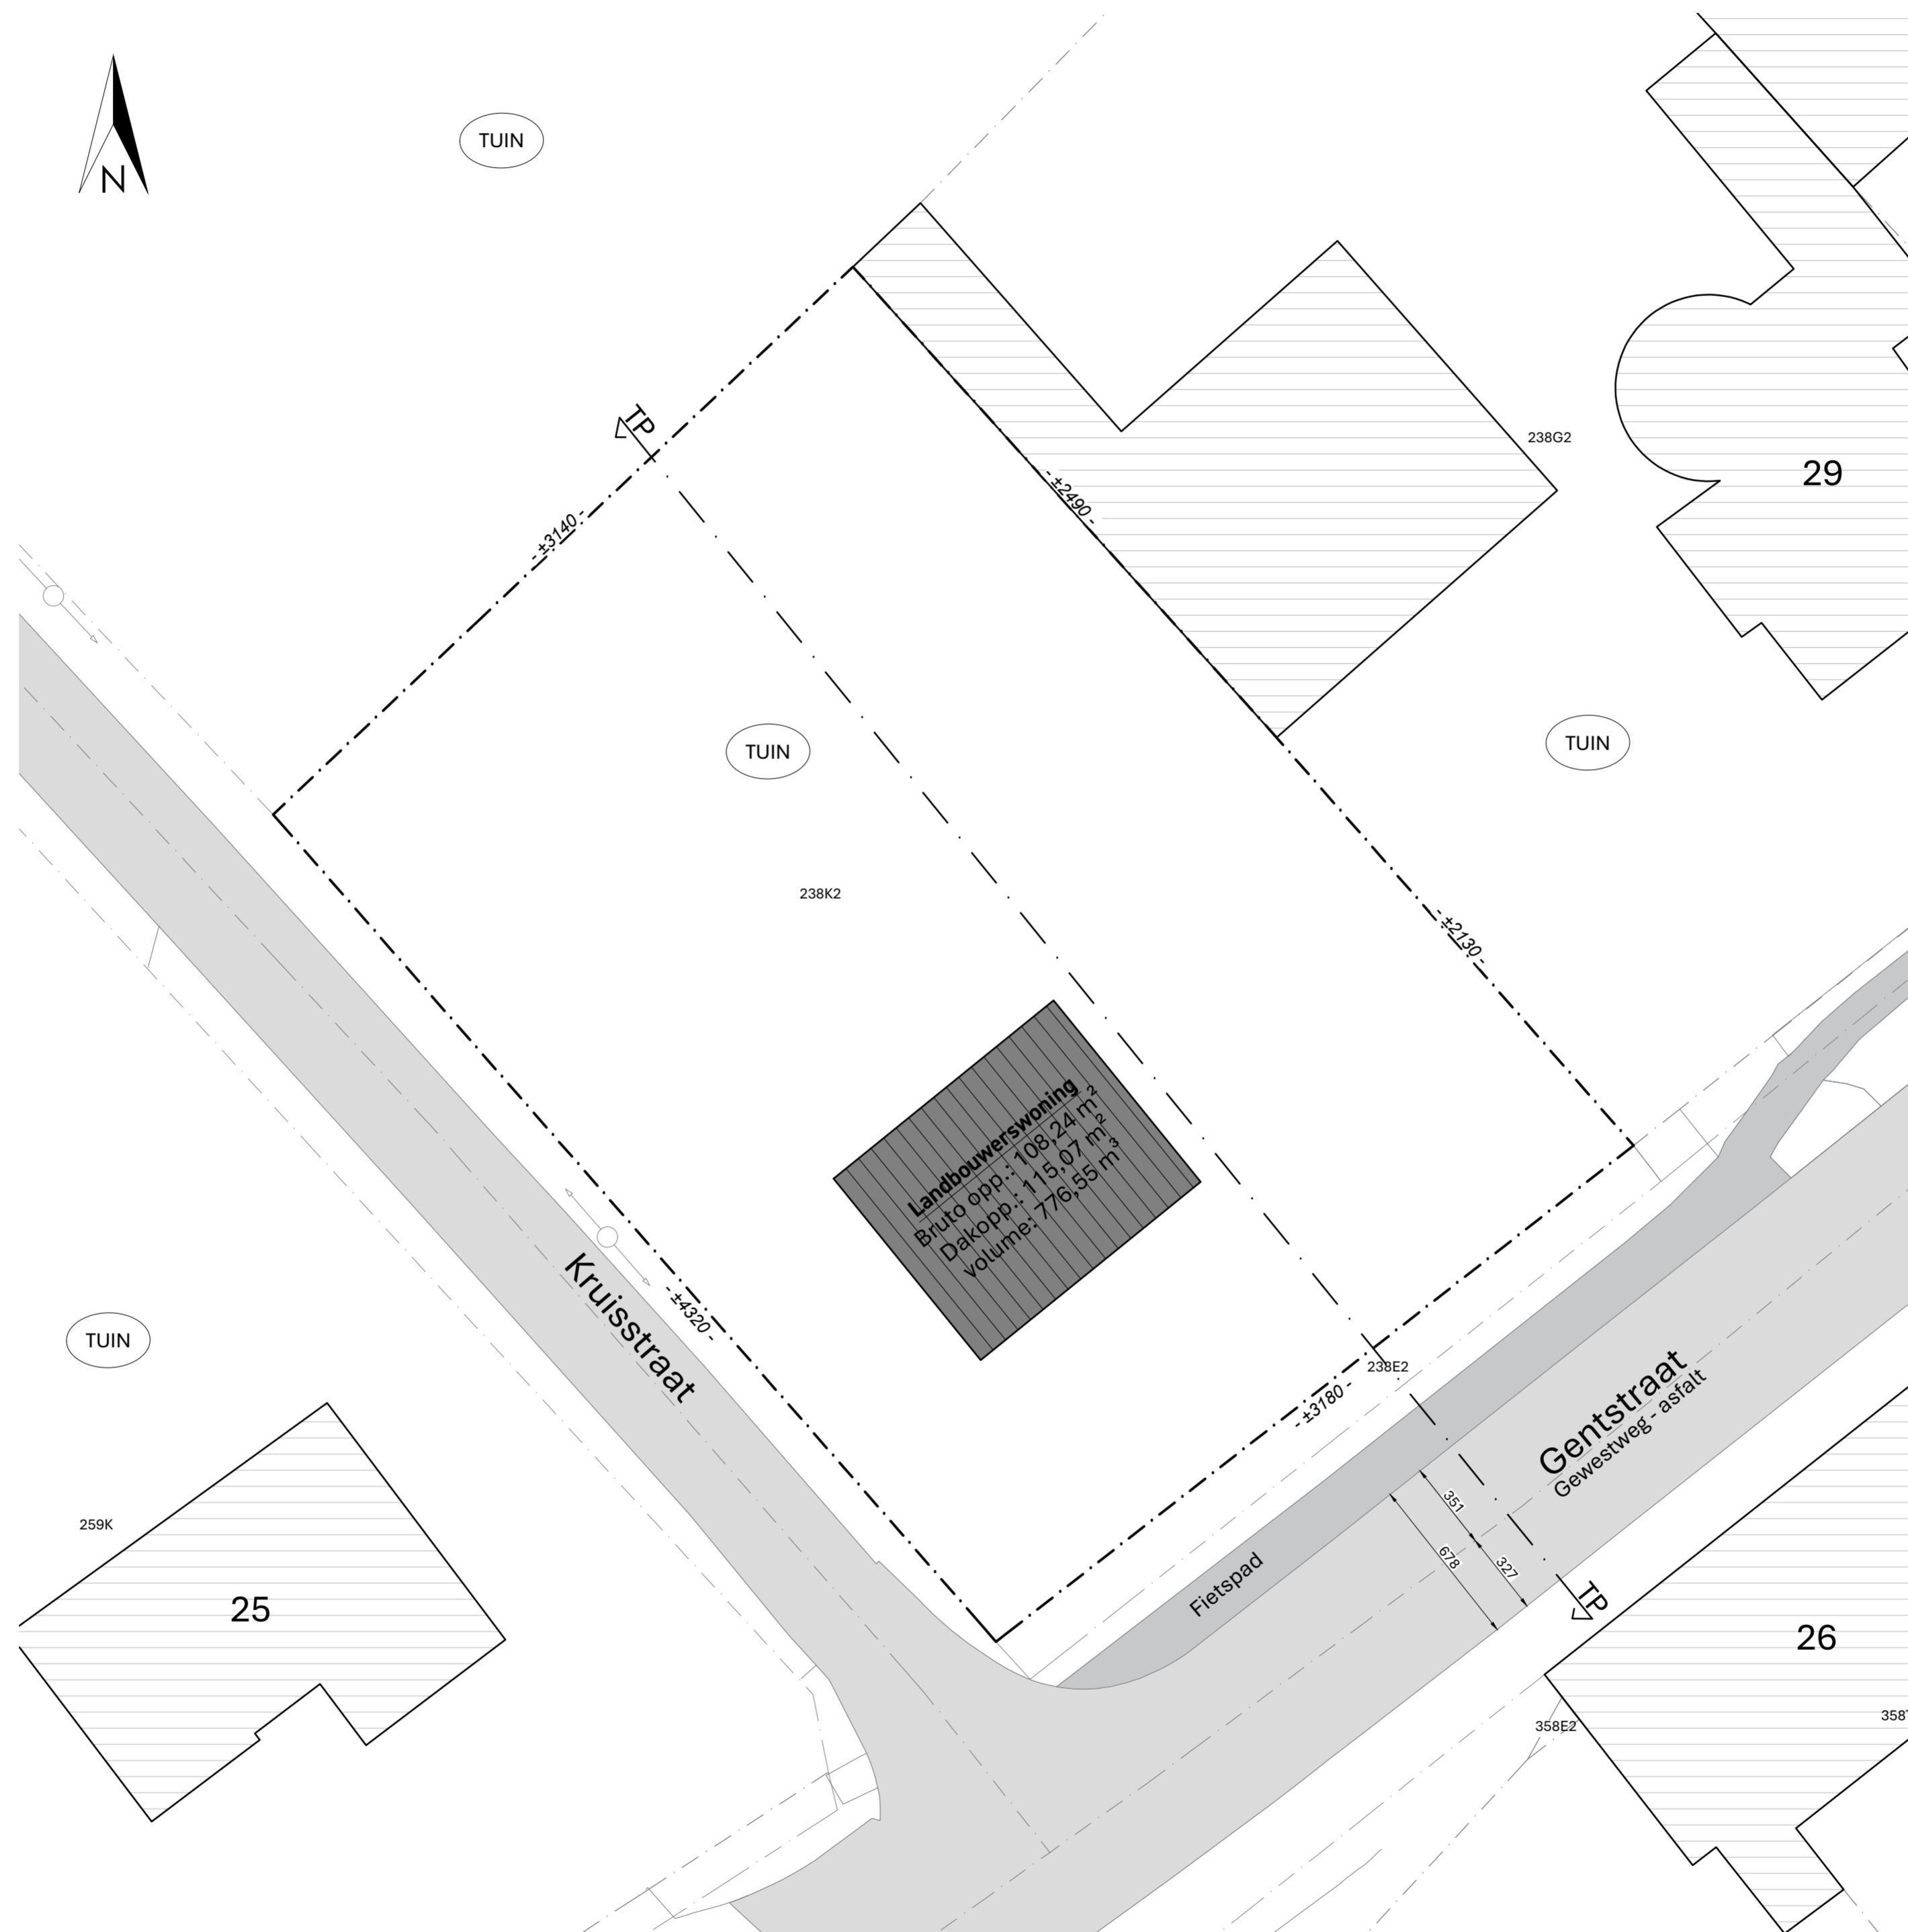 N
TUIN
TP
- ±3140 -
- ±2490 -
238G2
29
TUIN
TUIN
238K2
- ±2130 -
Landbouwerswoning
Bruto opp.: 108,24 m²
Dakopp.: 115,07 m²
volume: 776,55 m³
Kruisstraat
- ±4320 -
TUIN
238E2
- ±3180 -
Gentstraat
Gewestweg - asfalt
351
678
327
Fietspad
TP
259K
25
26
358E2
358